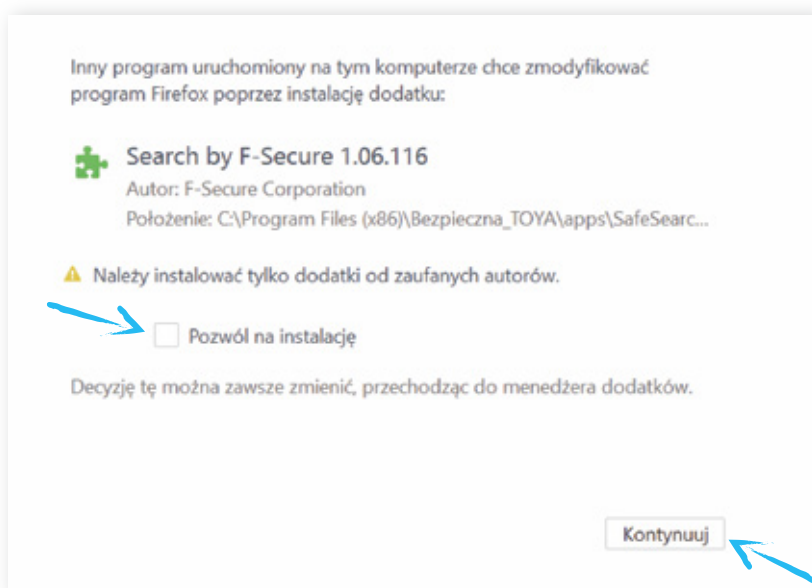 Inny program uruchomiony na tym komputerze chce zmodyfikować
program Firefox poprzez instalację dodatku:
Search by F-Secure 1.06.116
Autor: F-Secure Corporation
Położenie: C:\Program Files (x86)\Bezpieczna_TOYA\apps\SafeSearc...
Należy instalować tylko dodatki od zaufanych autorów.
Pozwól na instalację
Decyzję tę można zawsze zmienić, przechodząc do menedżera dodatków.
Kontynuuj